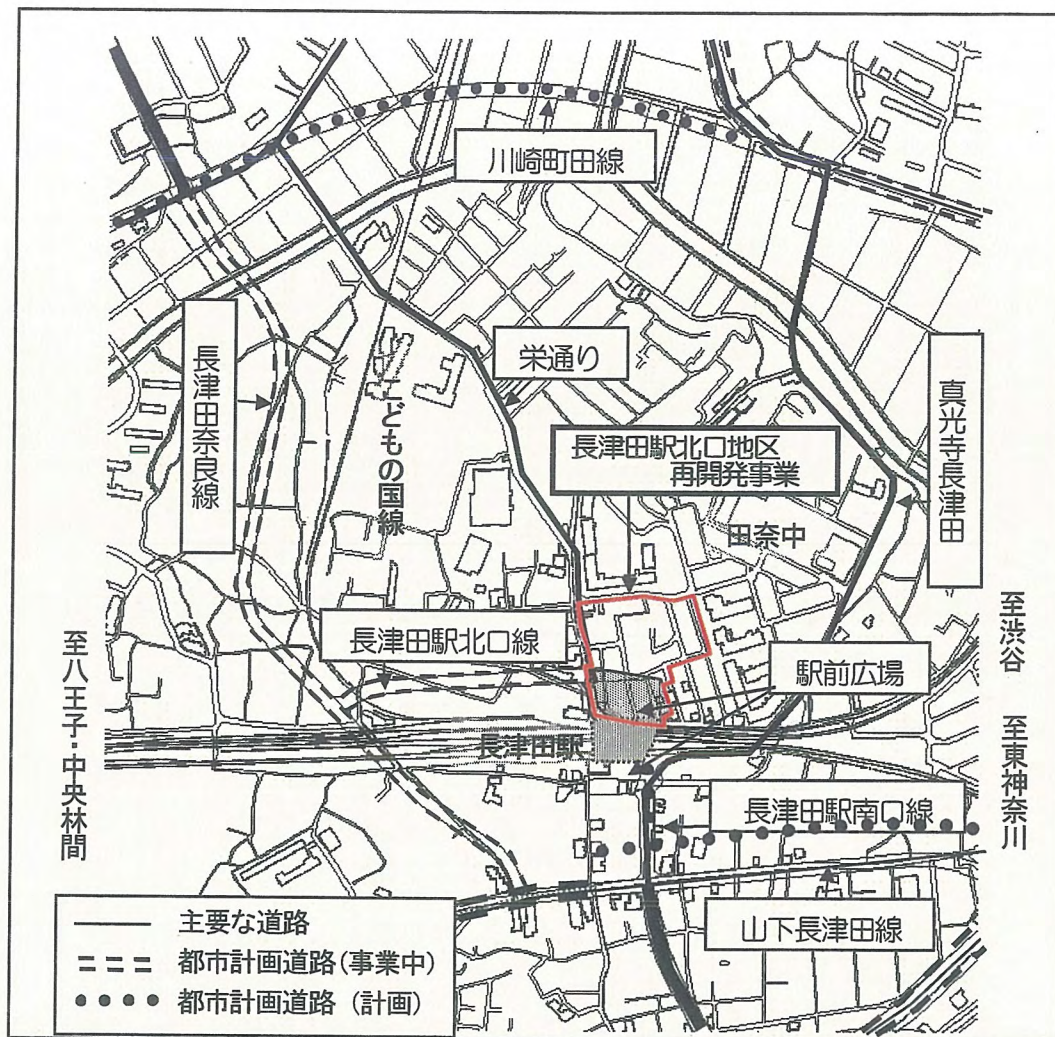 川崎町田線
長津田奈良線
こどもの国線
栄通り
長津田駅北口地区
再開発事業
田奈中
真光寺長津田
至渋谷
至東神奈川
至八王子・中央林間
長津田駅北口線
駅前広場
長津田駅
長津田駅南口線
山下長津田線
主要な道路
都市計画道路(事業中)
都市計画道路(計画)